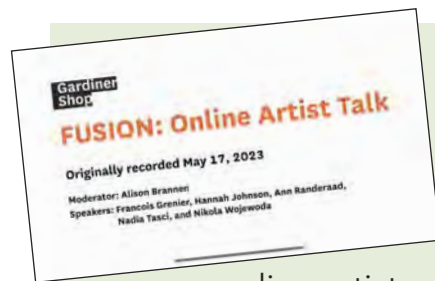 Gardiner
Shop
FUSION: Online Artist Talk
Originally recorded May 17, 2023
Moderator: Alison Brannen
Speakers: Francois Grenier, Hannah Johnson, Ann Randeraad,
Nadia Tasci, and Nikola Wojewoda